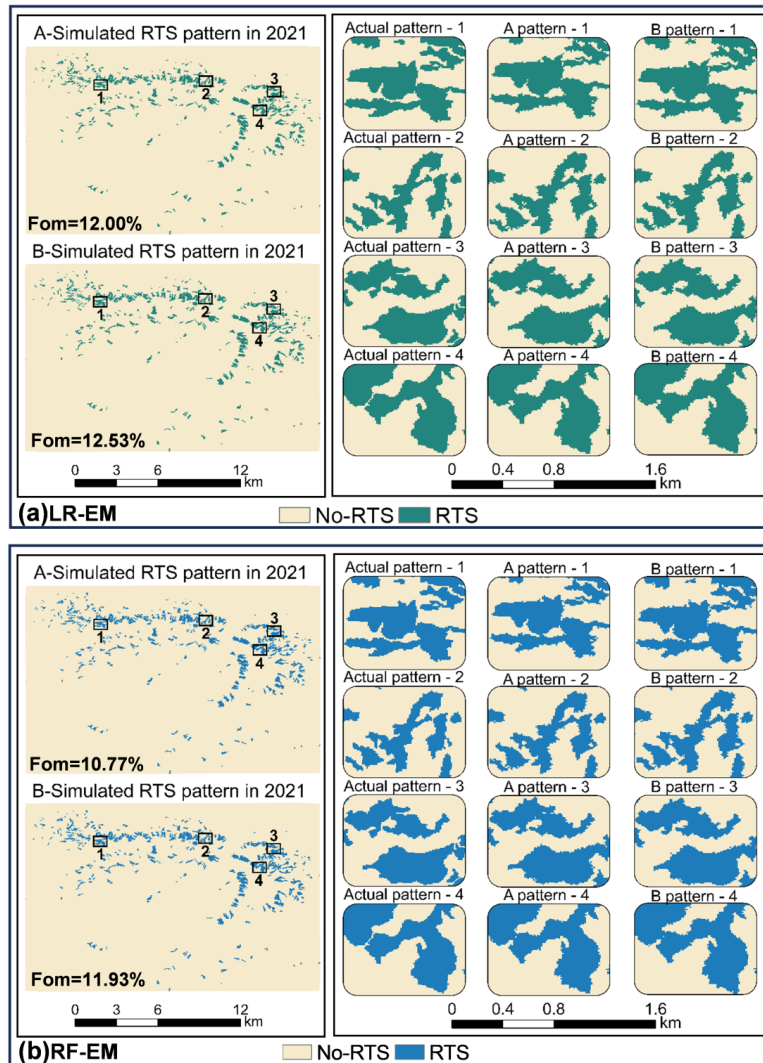 A-Simulated RTS pattern in 2021
1
2
3
4
Fom=12.00%
B-Simulated RTS pattern in 2021
1
2
3
4
Fom=12.53%
0 3 6 12
km
Actual pattern - 1 A pattern - 1 B pattern - 1
Actual pattern - 2 A pattern - 2 B pattern - 2
Actual pattern - 3 A pattern - 3 B pattern - 3
Actual pattern - 4 A pattern - 4 B pattern - 4
0 0.4 0.8 1.6
km
(a)LR-EM No-RTS RTS
A-Simulated RTS pattern in 2021
1
2
3
4
Fom=10.77%
B-Simulated RTS pattern in 2021
1
2
3
4
Fom=11.93%
0 3 6 12
km
Actual pattern - 1 A pattern - 1 B pattern - 1
Actual pattern - 2 A pattern - 2 B pattern - 2
Actual pattern - 3 A pattern - 3 B pattern - 3
Actual pattern - 4 A pattern - 4 B pattern - 4
0 0.4 0.8 1.6
km
(b)RF-EM No-RTS RTS